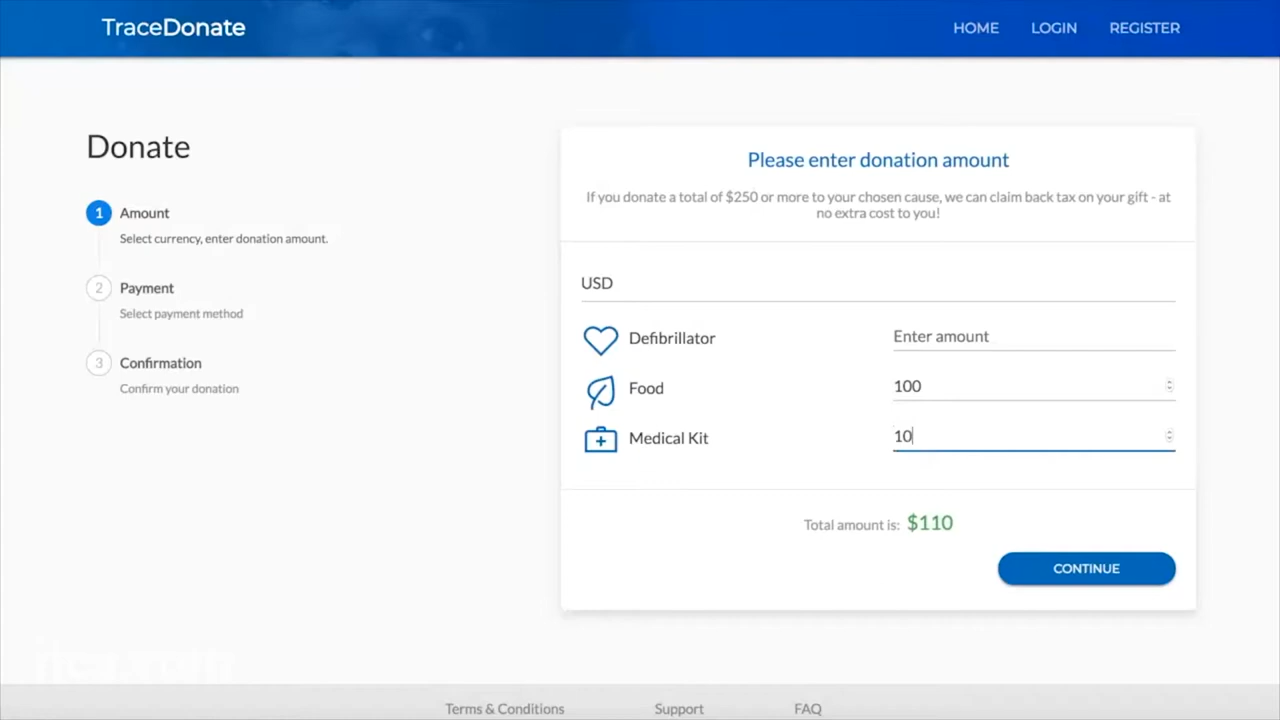 TraceDonate
HOME LOGIN REGISTER
Donate
1 Amount
Select currency, enter donation amount.
2 Payment
Select payment method
3 Confirmation
Confirm your donation
Please enter donation amount
If you donate a total of $250 or more to your chosen cause, we can claim back tax on your gift - at
no extra cost to you!
USD
Defibrillator Enter amount
Food 100
Medical Kit 10
Total amount is: $110
CONTINUE
Terms & Conditions Support FAQ